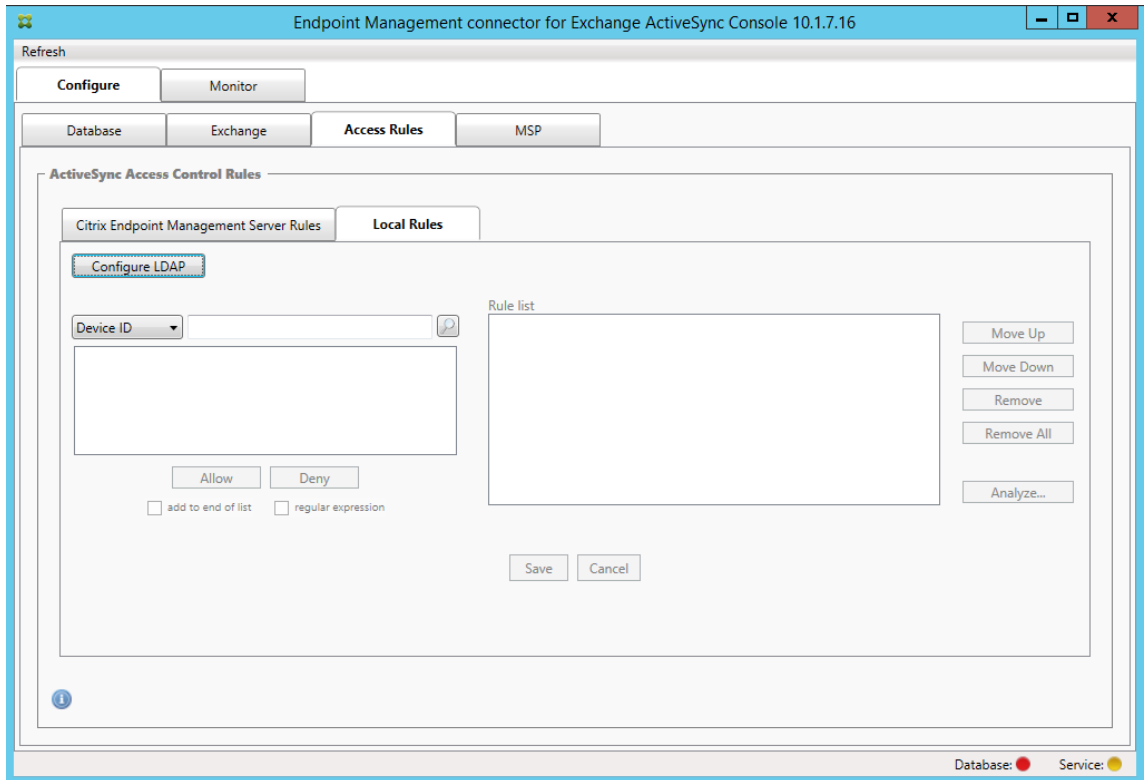 Endpoint Management connector for Exchange ActiveSync Console 10.1.7.16
Refresh
Configure Monitor
Database Exchange Access Rules MSP
ActiveSync Access Control Rules
Citrix Endpoint Management Server Rules Local Rules
Configure LDAP
Rule list
Device ID
Move Up
Move Down
Remove
Remove All
Allow Deny
Analyze...
add to end of list regular expression
Save Cancel
Database: Service: